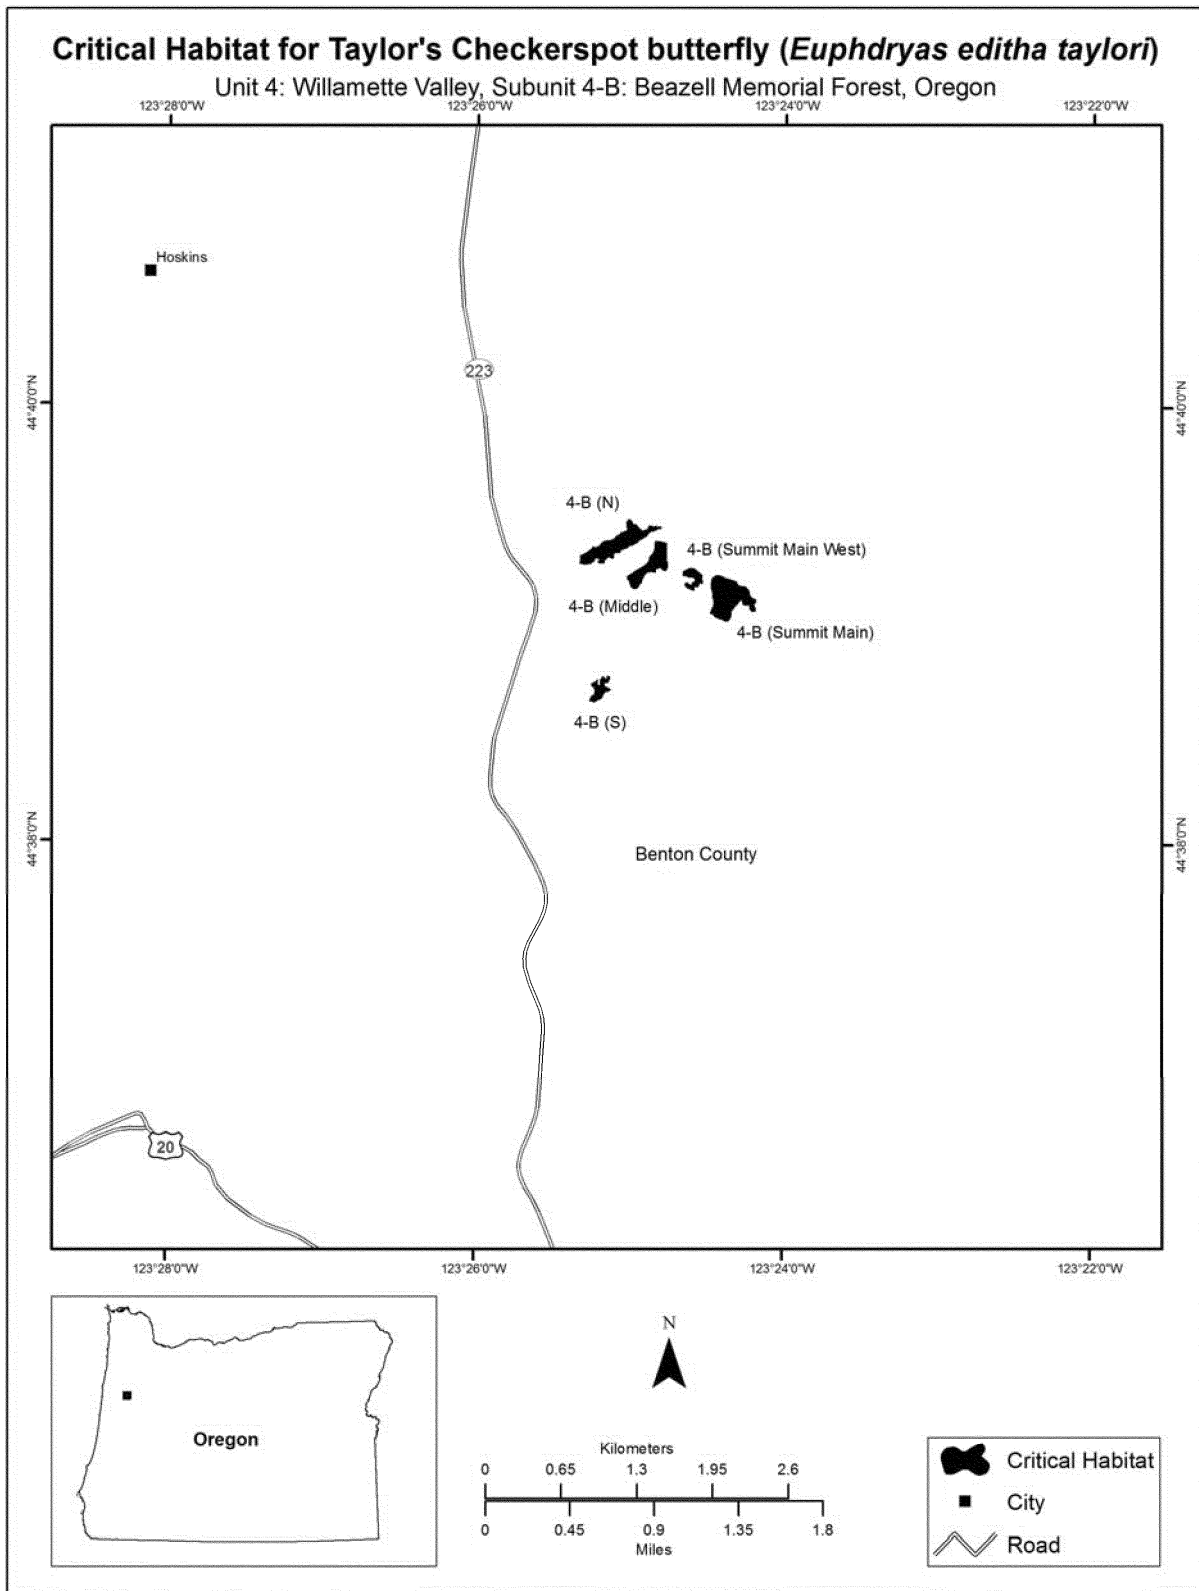 Critical Habitat for Taylor's Checkerspot butterfly (Euphdryas editha taylori)
Unit 4: Willamette Valley, Subunit 4-B: Beazell Memorial Forest, Oregon
123°28'0"W 123°26'0"W 123°24'0"W 123°22'0"W
Hoskins
223
44°40'0"N 44°40'0"N
4-B (N)
4-B (Summit Main West)
4-B (Middle)
4-B (Summit Main)
4-B (S)
44°38'0"N 44°38'0"N
Benton County
20
123°28'0"W 123°26'0"W 123°24'0"W 123°22'0"W
Oregon
N
Kilometers
0 0.65 1.3 1.95 2.6
0 0.45 0.9 1.35 1.8
Miles
Critical Habitat
City
Road